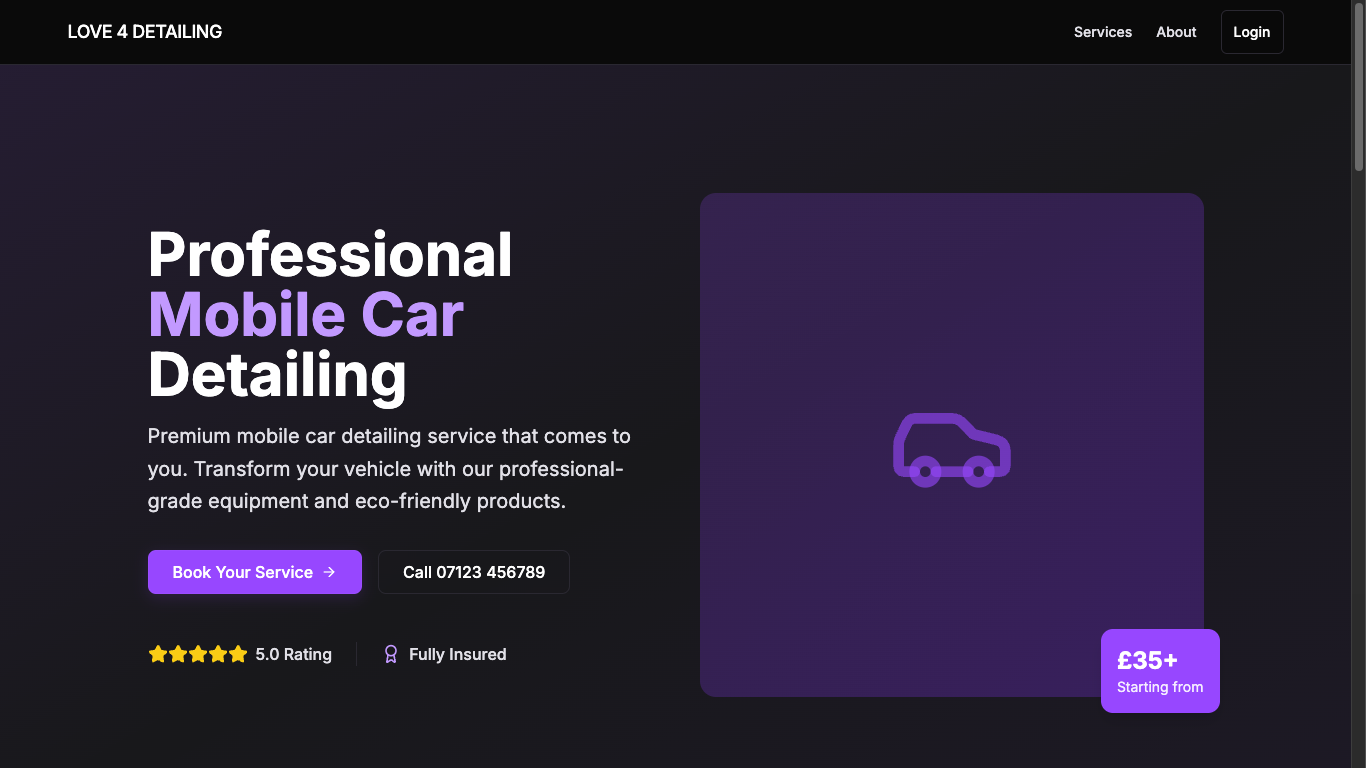 LOVE 4 DETAILING
Services
About
Login
Professional
Mobile Car
Detailing
Premium mobile car detailing service that comes to
you. Transform your vehicle with our professional-
grade equipment and eco-friendly products.
Book Your Service →
Call 07123 456789
5.0 Rating
Fully Insured
£35+
Starting from